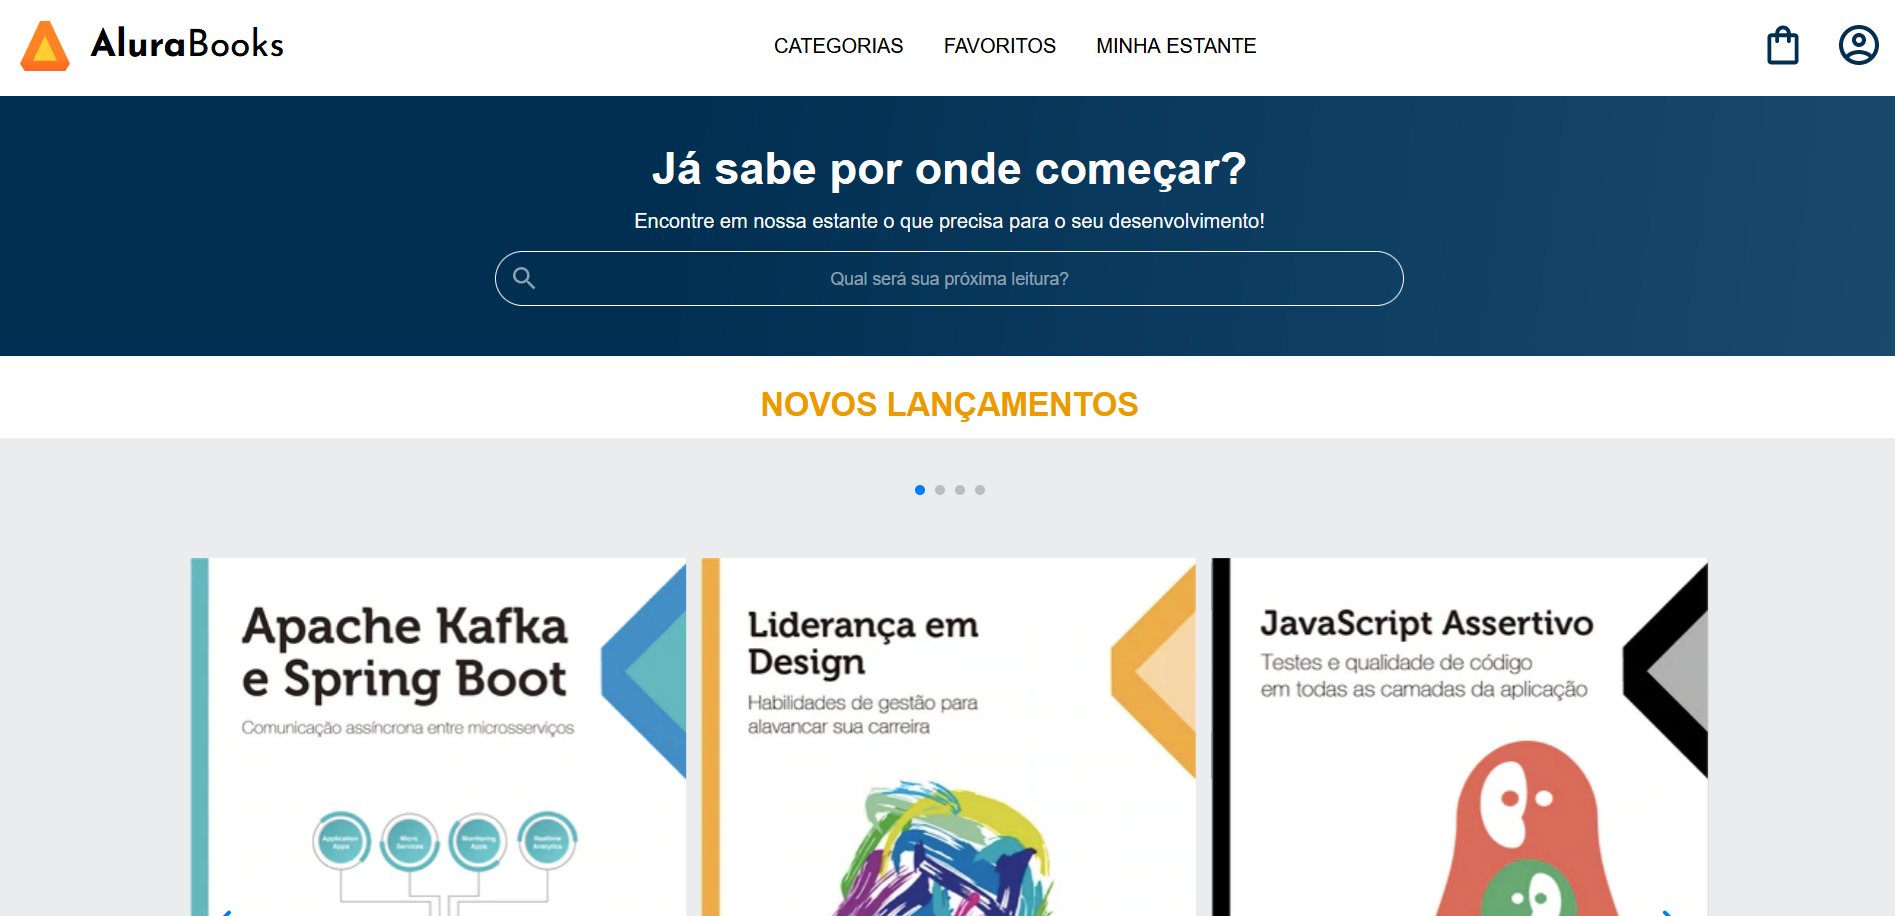 AluraBooks
CATEGORIAS FAVORITOS MINHA ESTANTE
Já sabe por onde começar?
Encontre em nossa estante o que precisa para o seu desenvolvimento!
Qual será sua próxima leitura?
NOVOS LANÇAMENTOS
Apache Kafka
e Spring Boot
Comunicação assíncrona entre microsserviços
Application
Apps
Micro
Services
Monitoring
Apps
Realtime
Analytics
Liderança em
Design
Habilidades de gestão para
alavancar sua carreira
JavaScript Assertivo
Testes e qualidade de código
em todas as camadas da aplicação